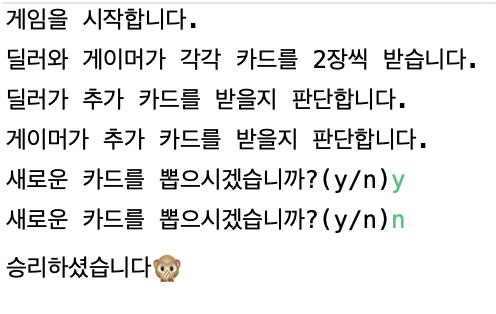 게임을 시작합니다.
딜러와 게이머가 각각 카드를 2장씩 받습니다.
딜러가 추가 카드를 받을지 판단합니다.
게이머가 추가 카드를 받을지 판단합니다.
새로운 카드를 뽑으시겠습니까?(y/n)y
새로운 카드를 뽑으시겠습니까?(y/n)n
승리하셨습니다🙊